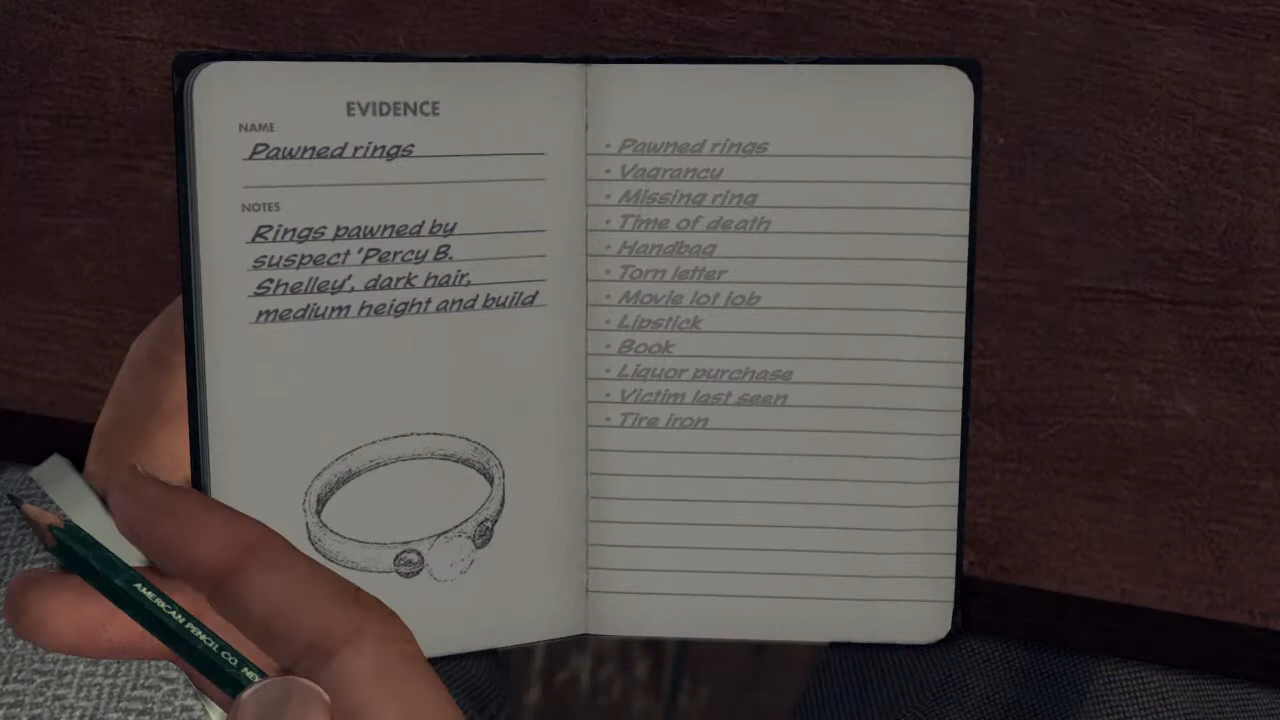 EVIDENCE
NAME
Pawned rings
NOTES
Rings pawned by
suspect 'Percy B.
Shelley', dark hair,
medium height and build
• Pawned rings
• Vagrancy
• Missing ring
• Time of death
• Handbag
• Torn letter
• Movie lot job
• Lipstick
• Book
• Liquor purchase
• Victim last seen
• Tire iron
AMERICAN PENCIL CO.